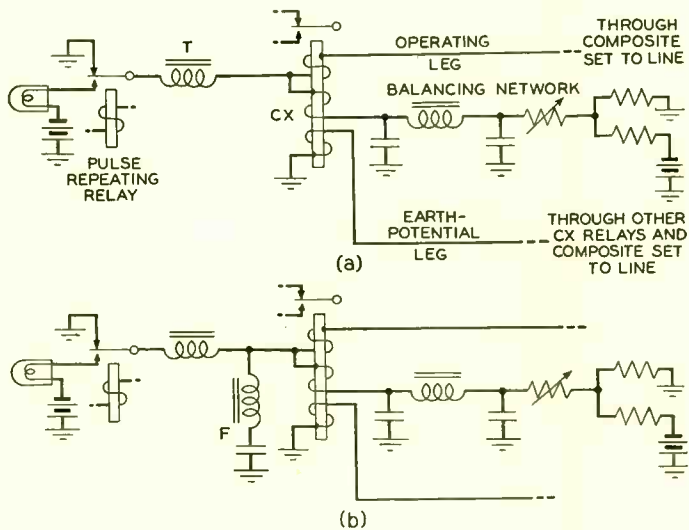 T
OPERATING
LEG
THROUGH
COMPOSITE
SET TO LINE
BALANCING NETWORK
CX
PULSE
REPEATING
RELAY
EARTH-
POTENTIAL
LEG
THROUGH OTHER
CX RELAYS AND
COMPOSITE SET
TO LINE
(a)
F
(b)